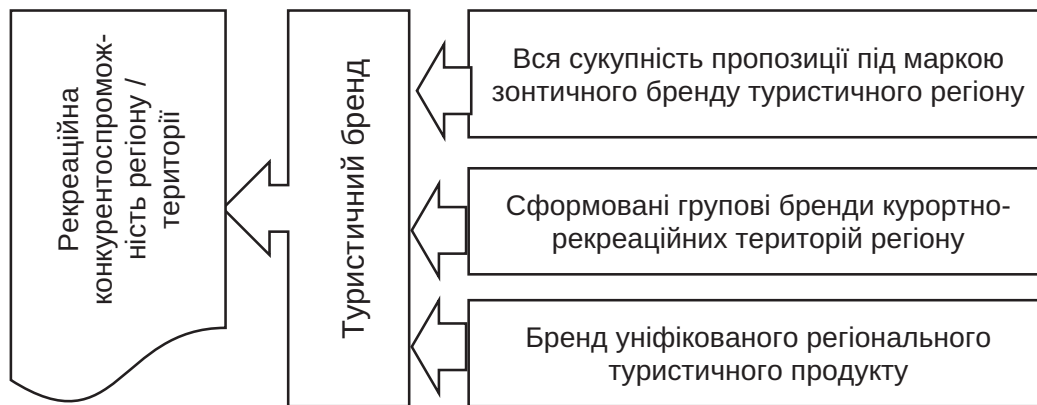 Рекреаційна
конкурентоспромож-
ність регіону /
території
Туристичний бренд
Вся сукупність пропозиції під маркою
зонтичного бренду туристичного регіону
Сформовані групові бренди курортно-
рекреаційних територій регіону
Бренд уніфікованого регіонального
туристичного продукту